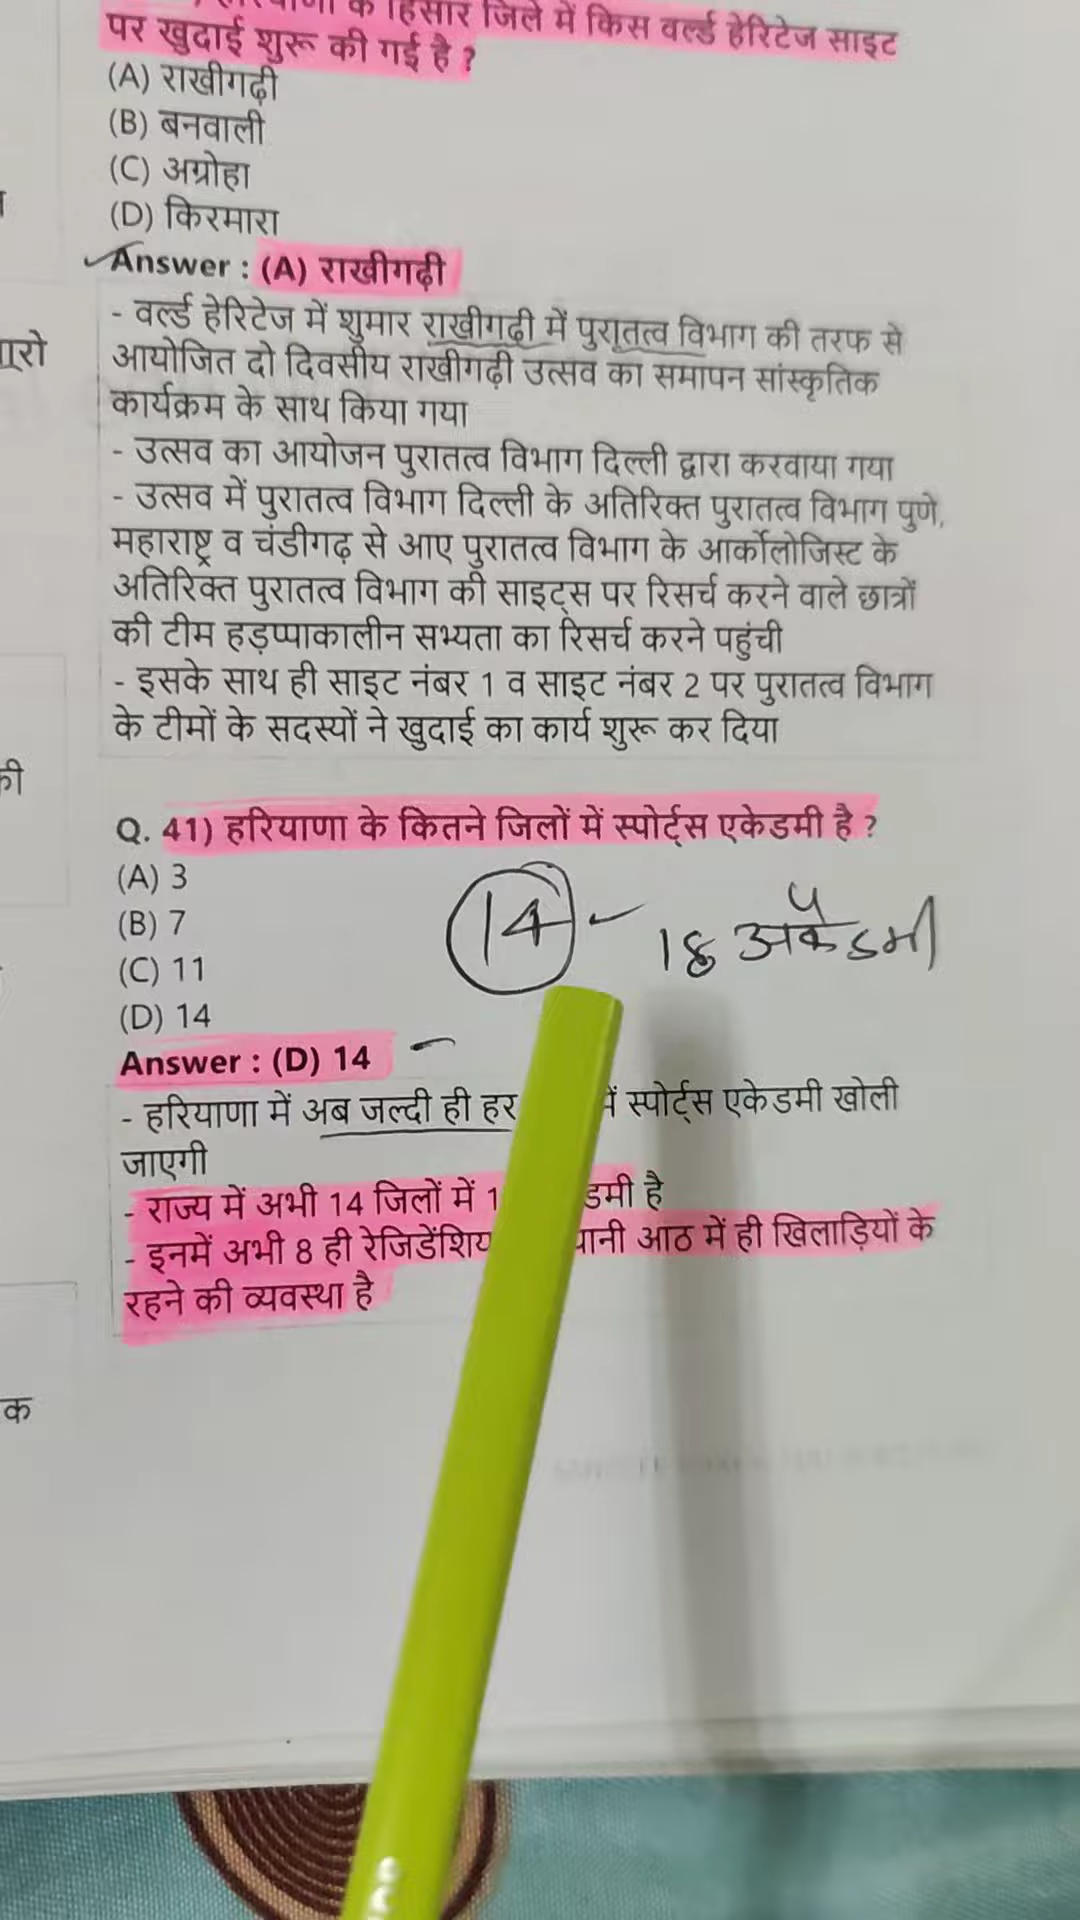 के हिसार जिले में किस वर्ल्ड हेरिटेज साइट
पर खुदाई शुरू की गई है ?
(A) राखीगढ़ी
(B) बनवाली
(C) अग्रोहा
(D) किरमारा
Answer : (A) राखीगढ़ी
- वर्ल्ड हेरिटेज में शुमार राखीगढ़ी में पुरातत्व विभाग की तरफ से
आयोजित दो दिवसीय राखीगढ़ी उत्सव का समापन सांस्कृतिक
कार्यक्रम के साथ किया गया
- उत्सव का आयोजन पुरातत्व विभाग दिल्ली द्वारा करवाया गया
- उत्सव में पुरातत्व विभाग दिल्ली के अतिरिक्त पुरातत्व विभाग पुणे,
महाराष्ट्र व चंडीगढ़ से आए पुरातत्व विभाग के आर्कोलोजिस्ट के
अतिरिक्त पुरातत्व विभाग की साइट्स पर रिसर्च करने वाले छात्रों
की टीम हड़प्पाकालीन सभ्यता का रिसर्च करने पहुंची
- इसके साथ ही साइट नंबर 1 व साइट नंबर 2 पर पुरातत्व विभाग
के टीमों के सदस्यों ने खुदाई का कार्य शुरू कर दिया
की
Q. 41) हरियाणा के कितने जिलों में स्पोर्ट्स एकेडमी है ?
(A) 3
(B) 7
(C) 11
(D) 14
14
18 अकैडमी
Answer : (D) 14
- हरियाणा में अब जल्दी ही हर में स्पोर्ट्स एकेडमी खोली
जाएगी
- राज्य में अभी 14 जिलों में है
- इनमें अभी 8 ही आठ में ही खिलाड़ियों के
रहने की व्यवस्था है
क